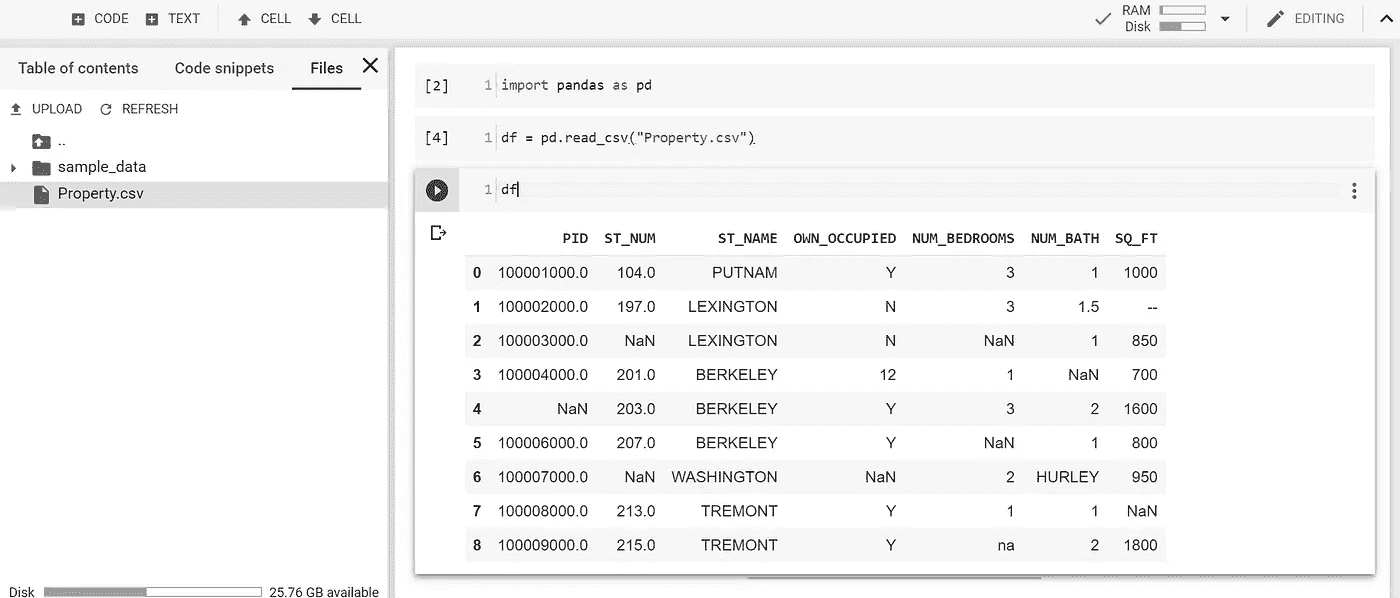 CODE TEXT CELL CELL RAM Disk EDITING
Table of contents Code snippets Files
UPLOAD REFRESH
..
sample_data
Property.csv
Disk 25.76 GB available
[2] 1 import pandas as pd
[4] 1 df = pd.read_csv("Property.csv")
1 df
PID ST_NUM ST_NAME OWN_OCCUPIED NUM_BEDROOMS NUM_BATH SQ_FT
0 100001000.0 104.0 PUTNAM Y 3 1 1000
1 100002000.0 197.0 LEXINGTON N 3 1.5 --
2 100003000.0 NaN LEXINGTON N NaN 1 850
3 100004000.0 201.0 BERKELEY 12 1 NaN 700
4 NaN 203.0 BERKELEY Y 3 2 1600
5 100006000.0 207.0 BERKELEY Y NaN 1 800
6 100007000.0 NaN WASHINGTON NaN 2 HURLEY 950
7 100008000.0 213.0 TREMONT Y 1 1 NaN
8 100009000.0 215.0 TREMONT Y na 2 1800